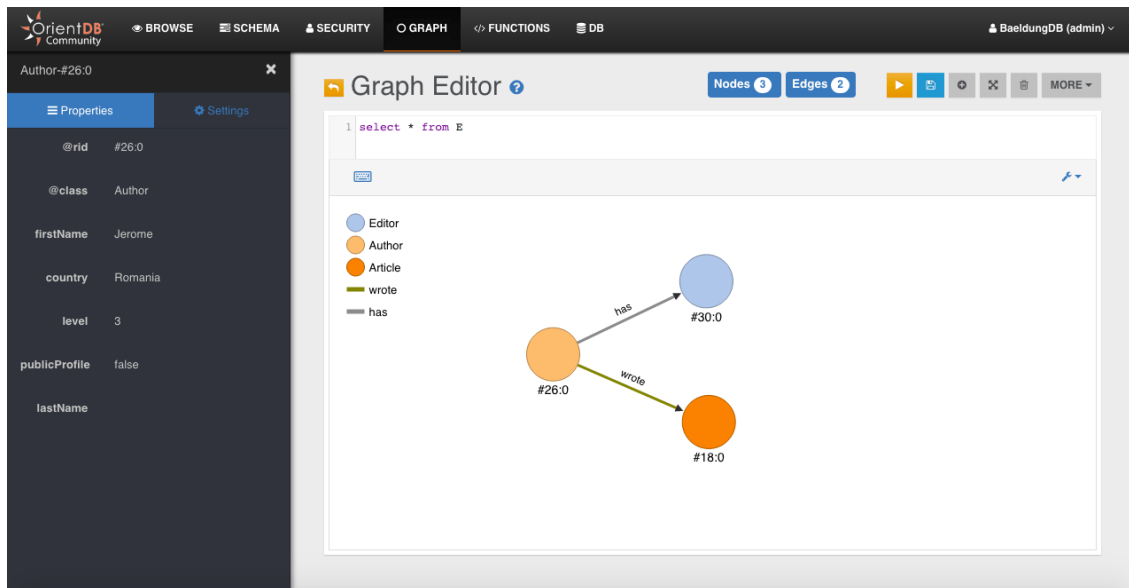 OrientDB®
Community
BROWSE
SCHEMA
SECURITY
GRAPH
</> FUNCTIONS
DB
BaeldungDB (admin)
Author-#26:0
Properties
Settings
@rid #26:0
@class Author
firstName Jerome
country Romania
level 3
publicProfile false
lastName
Graph Editor
Nodes 3
Edges 2
MORE
1 select * from E
Editor
Author
Article
wrote
has
has
#30:0
#26:0
wrote
#18:0